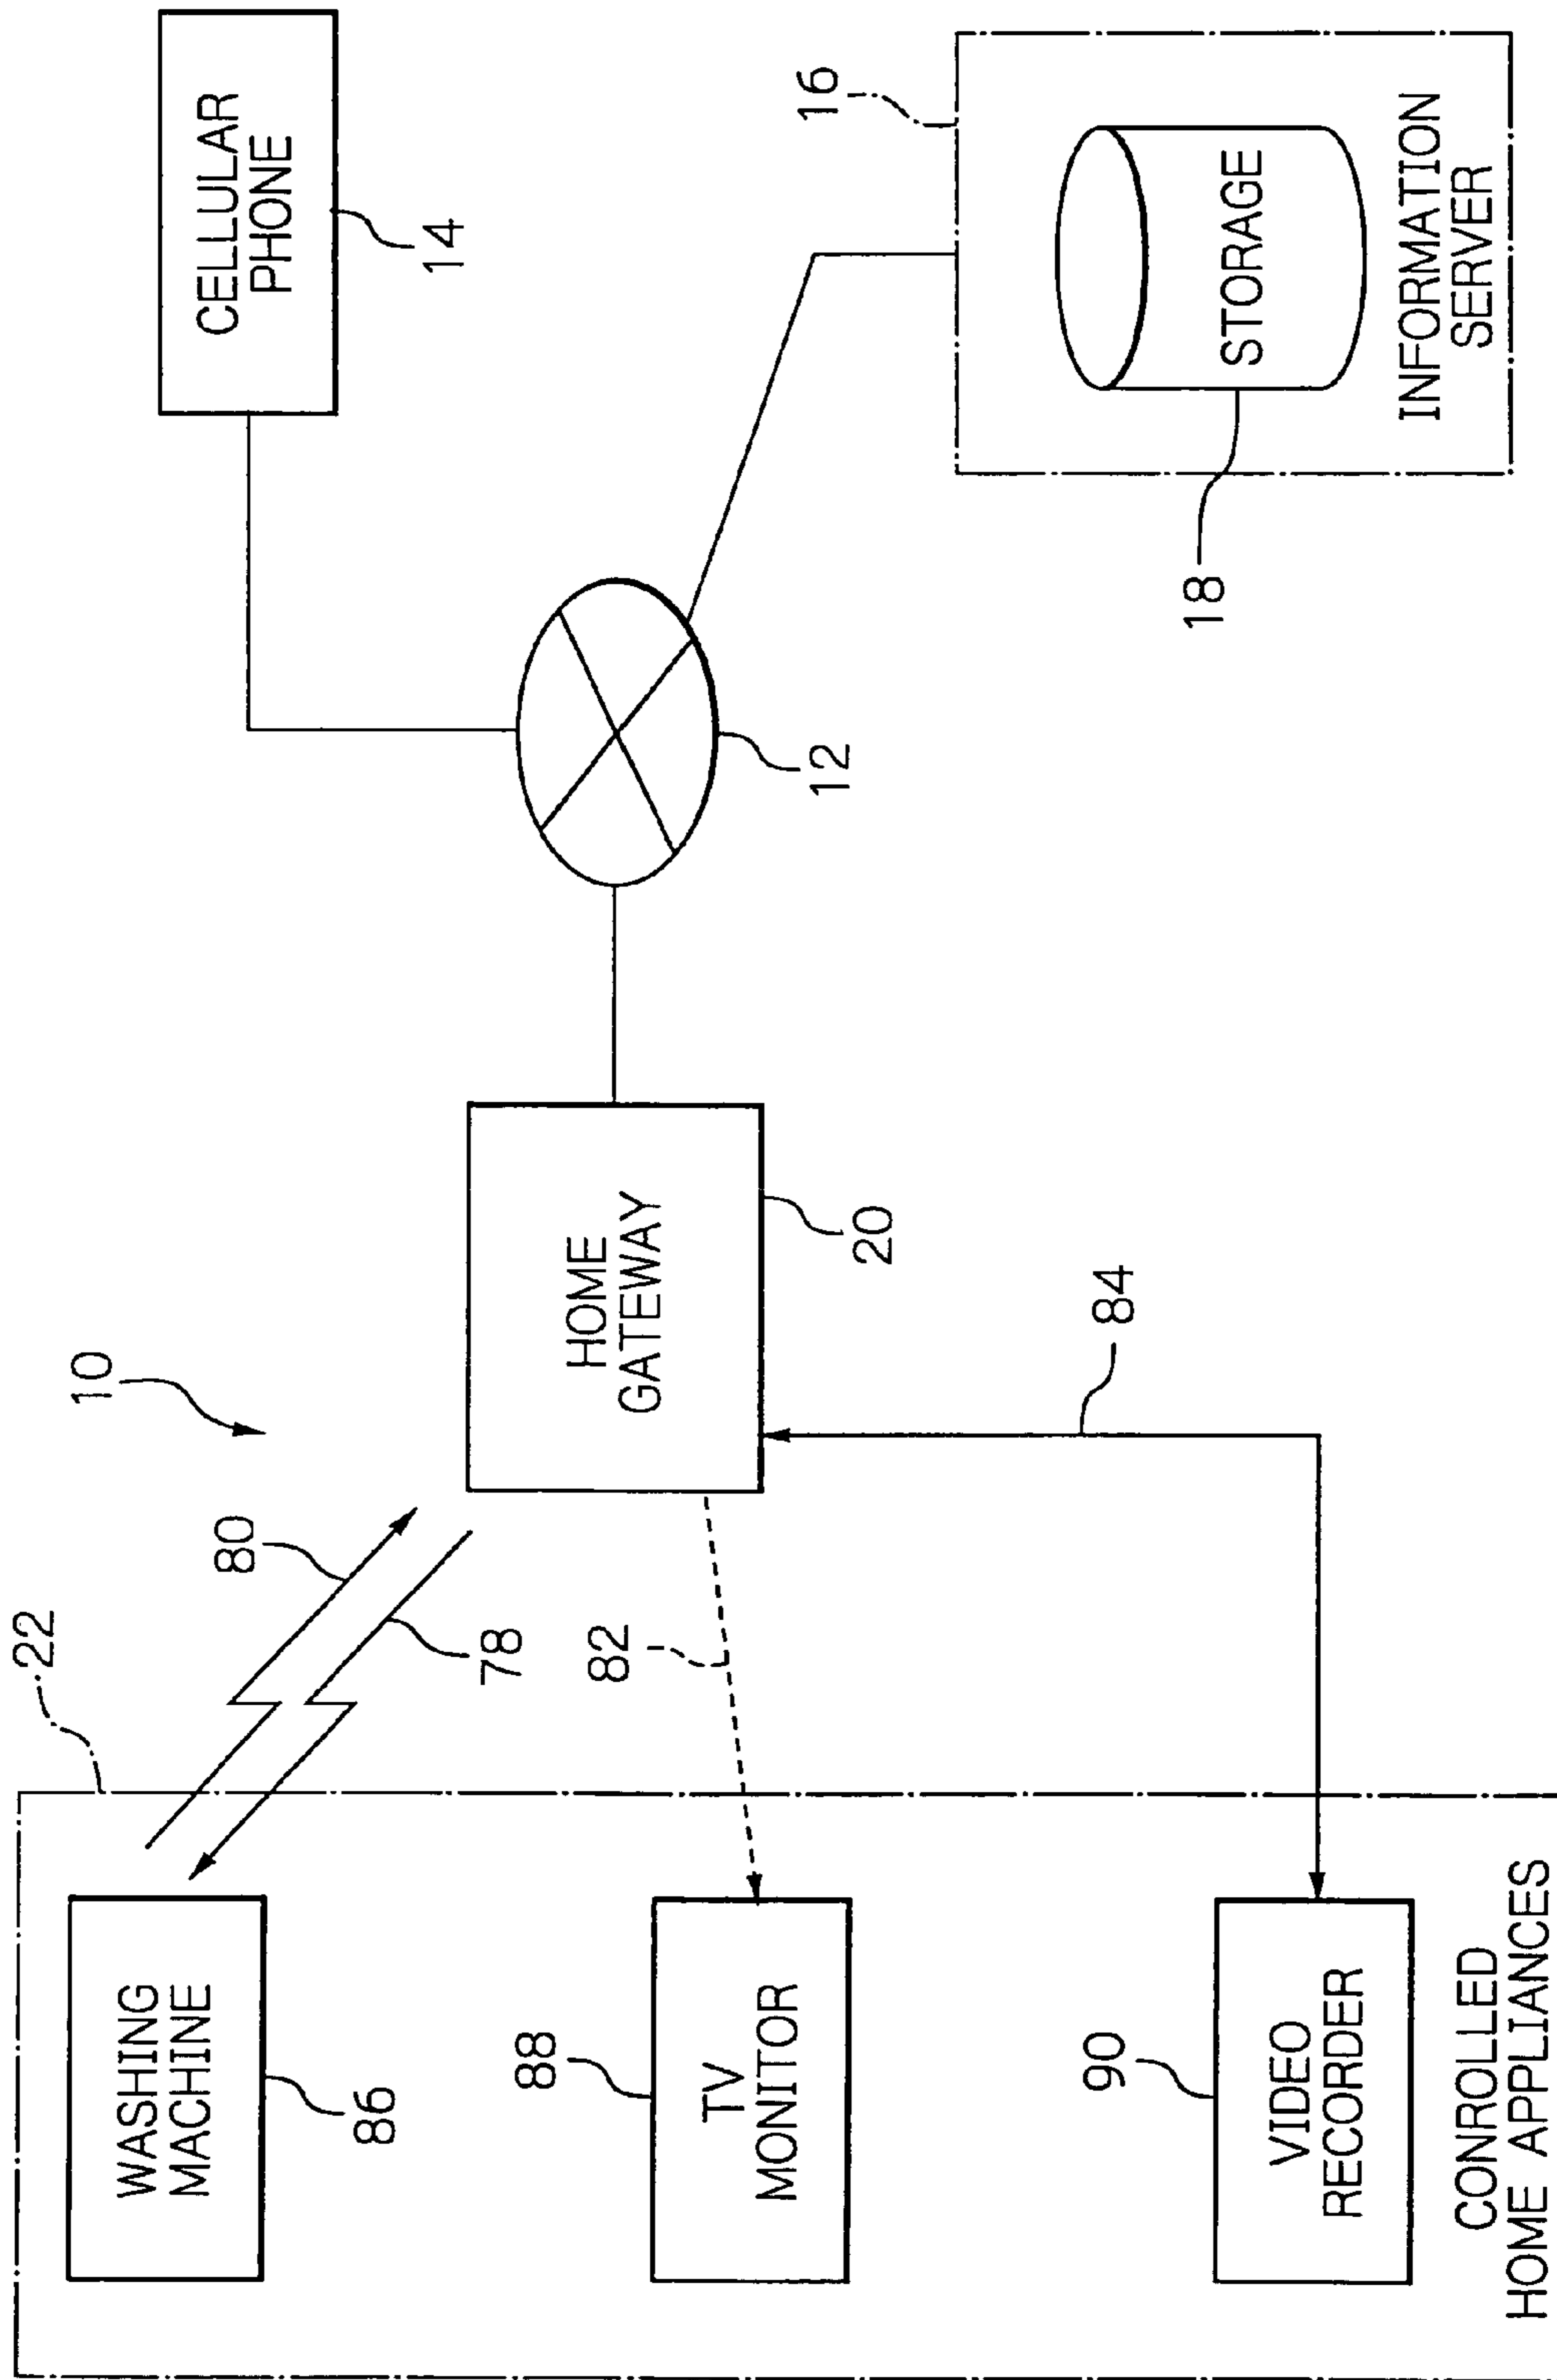 22
WASHING
MACHINE
86
80
78
10
88
TV
MONITOR
82
HOME
GATEWAY
20
84
90
VIDEO
RECORDER
CONROLLED
HOME APPLIANCES
12
CELLULAR
PHONE
14
16
18
STORAGE
INFORMATION
SERVER